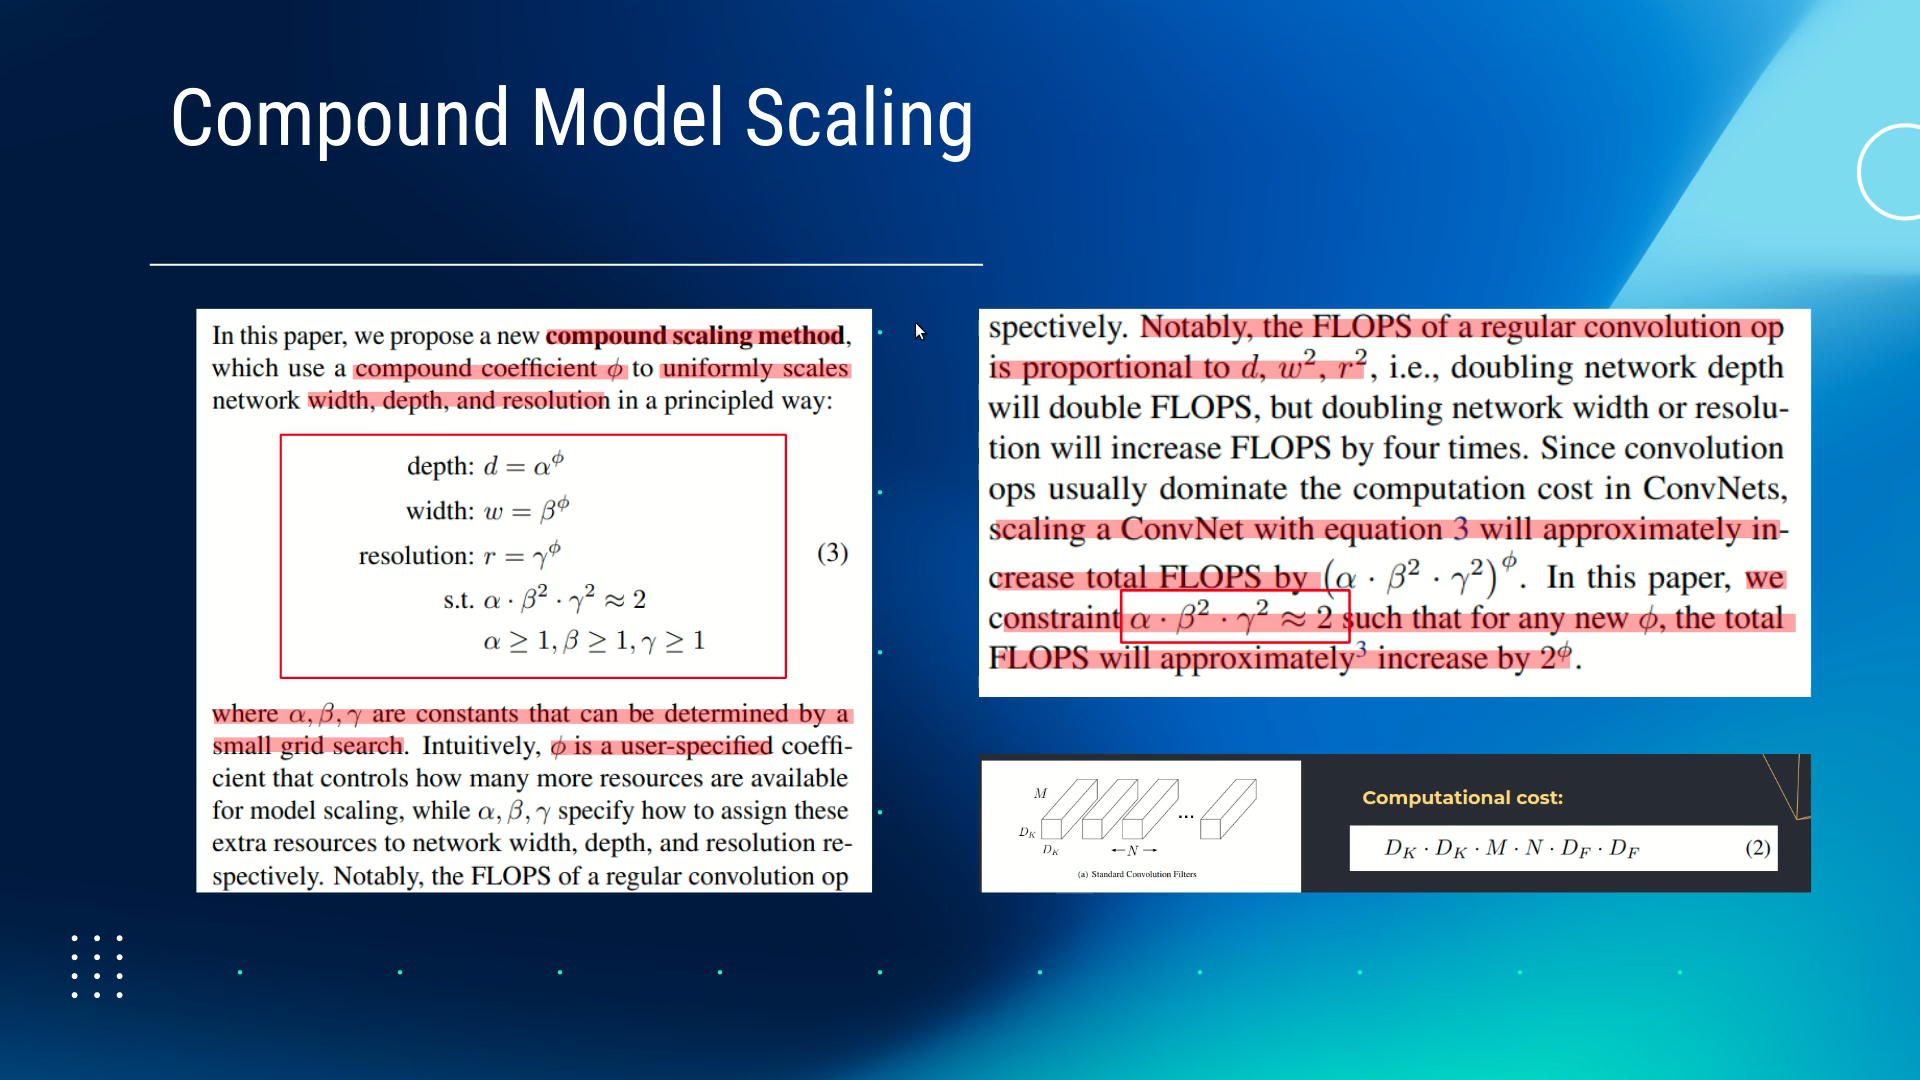 Compound Model Scaling
In this paper, we propose a new compound scaling method,
which use a compound coefficient ϕ to uniformly scales
network width, depth, and resolution in a principled way:
depth: d = α^ϕ
width: w = β^ϕ
resolution: r = γ^ϕ
(3)
s.t. α · β² · γ² ≈ 2
α ≥ 1, β ≥ 1, γ ≥ 1
where α, β, γ are constants that can be determined by a
small grid search. Intuitively, ϕ is a user-specified coeffi-
cient that controls how many more resources are available
for model scaling, while α, β, γ specify how to assign these
extra resources to network width, depth, and resolution re-
spectively. Notably, the FLOPS of a regular convolution op
spectively. Notably, the FLOPS of a regular convolution op
is proportional to d, w², r², i.e., doubling network depth
will double FLOPS, but doubling network width or resolu-
tion will increase FLOPS by four times. Since convolution
ops usually dominate the computation cost in ConvNets,
scaling a ConvNet with equation 3 will approximately in-
crease total FLOPS by (α · β² · γ²)^ϕ. In this paper, we
constraint α · β² · γ² ≈ 2 such that for any new ϕ, the total
FLOPS will approximately³ increase by 2^ϕ.
M
D_K
D_K
...
←N→
(a) Standard Convolution Filters
Computational cost:
D_K · D_K · M · N · D_F · D_F (2)